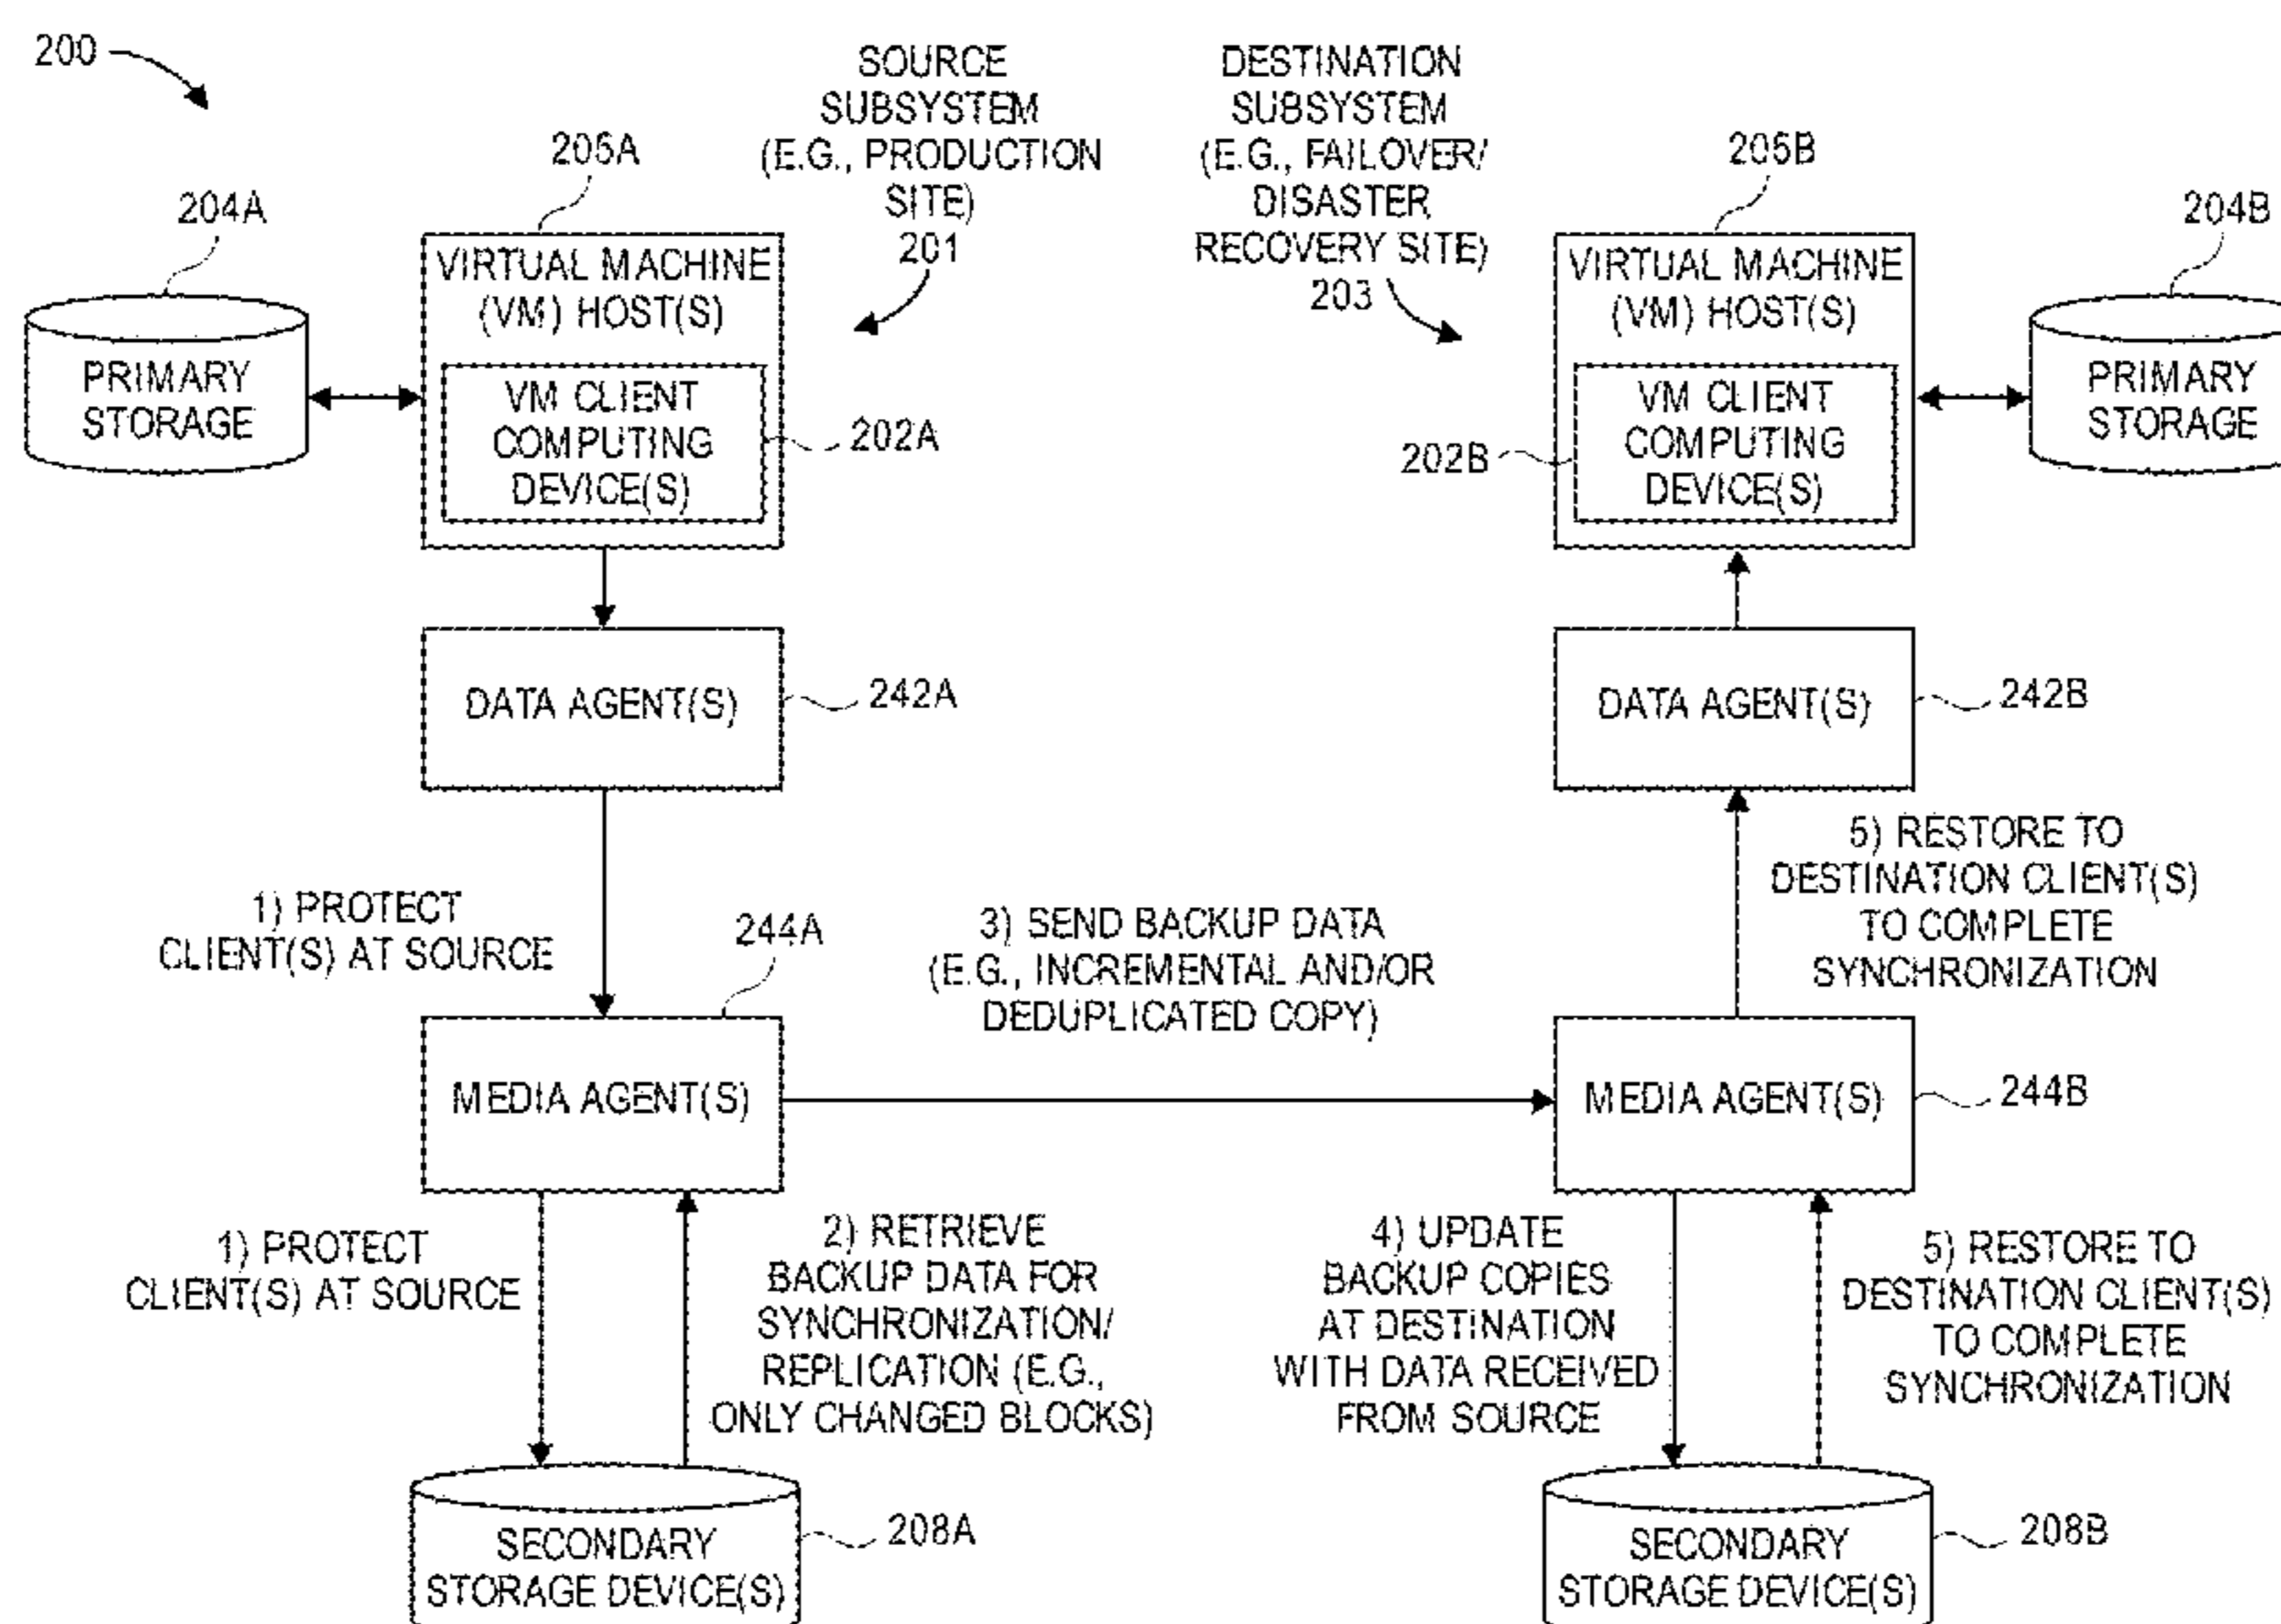 200
SOURCE
SUBSYSTEM
(E.G., PRODUCTION
SITE)
201
DESTINATION
SUBSYSTEM
(E.G., FAILOVER/
DISASTER
RECOVERY SITE)
203
204A
206A
206B
204B
PRIMARY
STORAGE
VIRTUAL MACHINE
(VM) HOST(S)
VM CLIENT
COMPUTING
DEVICE(S)
202A
VIRTUAL MACHINE
(VM) HOST(S)
VM CLIENT
COMPUTING
DEVICE(S)
202B
PRIMARY
STORAGE
DATA AGENT(S)
242A
DATA AGENT(S)
242B
1) PROTECT
CLIENT(S) AT SOURCE
244A
3) SEND BACKUP DATA
(E.G., INCREMENTAL AND/OR
DEDUPLICATED COPY)
5) RESTORE TO
DESTINATION CLIENT(S)
TO COMPLETE
SYNCHRONIZATION
MEDIA AGENT(S)
MEDIA AGENT(S)
244B
1) PROTECT
CLIENT(S) AT SOURCE
2) RETRIEVE
BACKUP DATA FOR
SYNCHRONIZATION/
REPLICATION (E.G.,
ONLY CHANGED BLOCKS)
4) UPDATE
BACKUP COPIES
AT DESTINATION
WITH DATA RECEIVED
FROM SOURCE
5) RESTORE TO
DESTINATION CLIENT(S)
TO COMPLETE
SYNCHRONIZATION
SECONDARY
STORAGE DEVICE(S)
208A
SECONDARY
STORAGE DEVICE(S)
208B